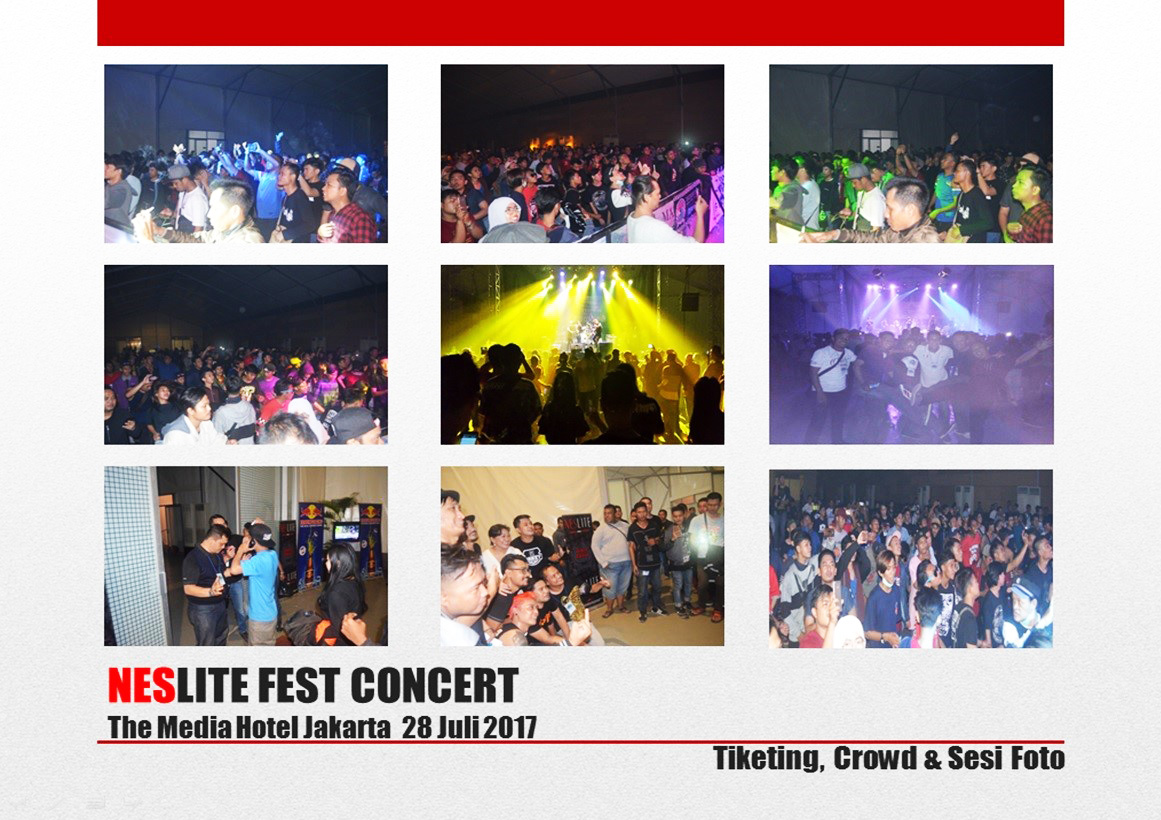 NESLITE FEST CONCERT
The Media Hotel Jakarta 28 Juli 2017
Tiketing, Crowd & Sesi Foto